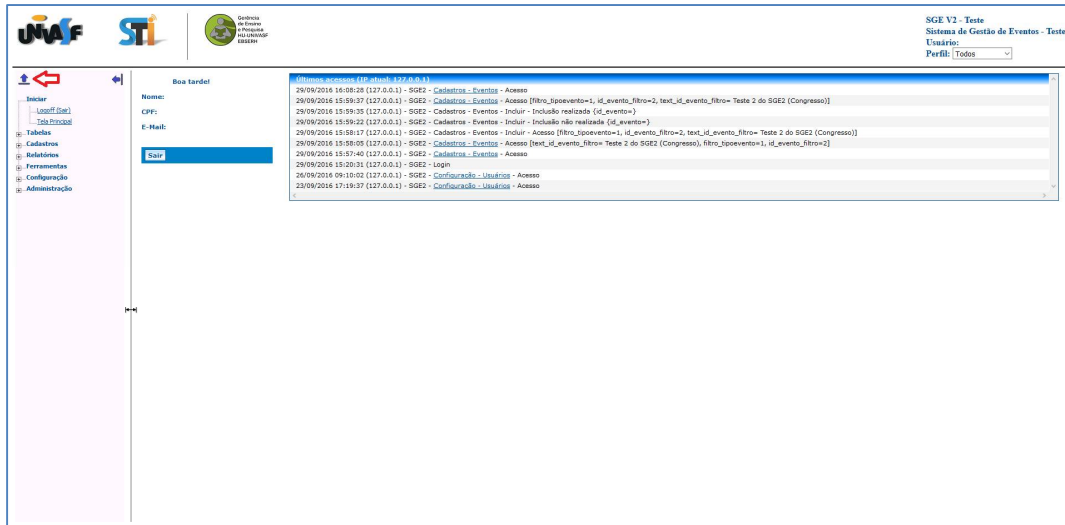 UNIVASF
STI
Gerência
de Ensino
e Pesquisa
HU-UNIVASF
EBSERH
SGE V2 - Teste
Sistema de Gestão de Eventos - Teste
Usuário:
Perfil: Todos
Iniciar
Logoff (Sair)
Tela Principal
Tabelas
Cadastros
Relatórios
Ferramentas
Configuração
Administração
Boa tarde!
Nome:
CPF:
E-Mail:
Sair
Últimos acessos (IP atual: 127.0.0.1)
29/09/2016 16:08:28 (127.0.0.1) - SGE2 - Cadastros - Eventos - Acesso
29/09/2016 15:59:37 (127.0.0.1) - SGE2 - Cadastros - Eventos - Acesso [filtro_tipoevento=1, id_evento_filtro=2, text_id_evento_filtro= Teste 2 do SGE2 (Congresso)]
29/09/2016 15:59:35 (127.0.0.1) - SGE2 - Cadastros - Eventos - Incluir - Inclusão realizada {id_evento=}
29/09/2016 15:59:22 (127.0.0.1) - SGE2 - Cadastros - Eventos - Incluir - Inclusão não realizada {id_evento=}
29/09/2016 15:58:17 (127.0.0.1) - SGE2 - Cadastros - Eventos - Incluir - Acesso [filtro_tipoevento=1, id_evento_filtro=2, text_id_evento_filtro= Teste 2 do SGE2 (Congresso)]
29/09/2016 15:58:05 (127.0.0.1) - SGE2 - Cadastros - Eventos - Acesso [text_id_evento_filtro= Teste 2 do SGE2 (Congresso), filtro_tipoevento=1, id_evento_filtro=2]
29/09/2016 15:57:40 (127.0.0.1) - SGE2 - Cadastros - Eventos - Acesso
29/09/2016 15:20:31 (127.0.0.1) - SGE2 - Login
26/09/2016 09:10:02 (127.0.0.1) - SGE2 - Configuração - Usuários - Acesso
23/09/2016 17:19:37 (127.0.0.1) - SGE2 - Configuração - Usuários - Acesso